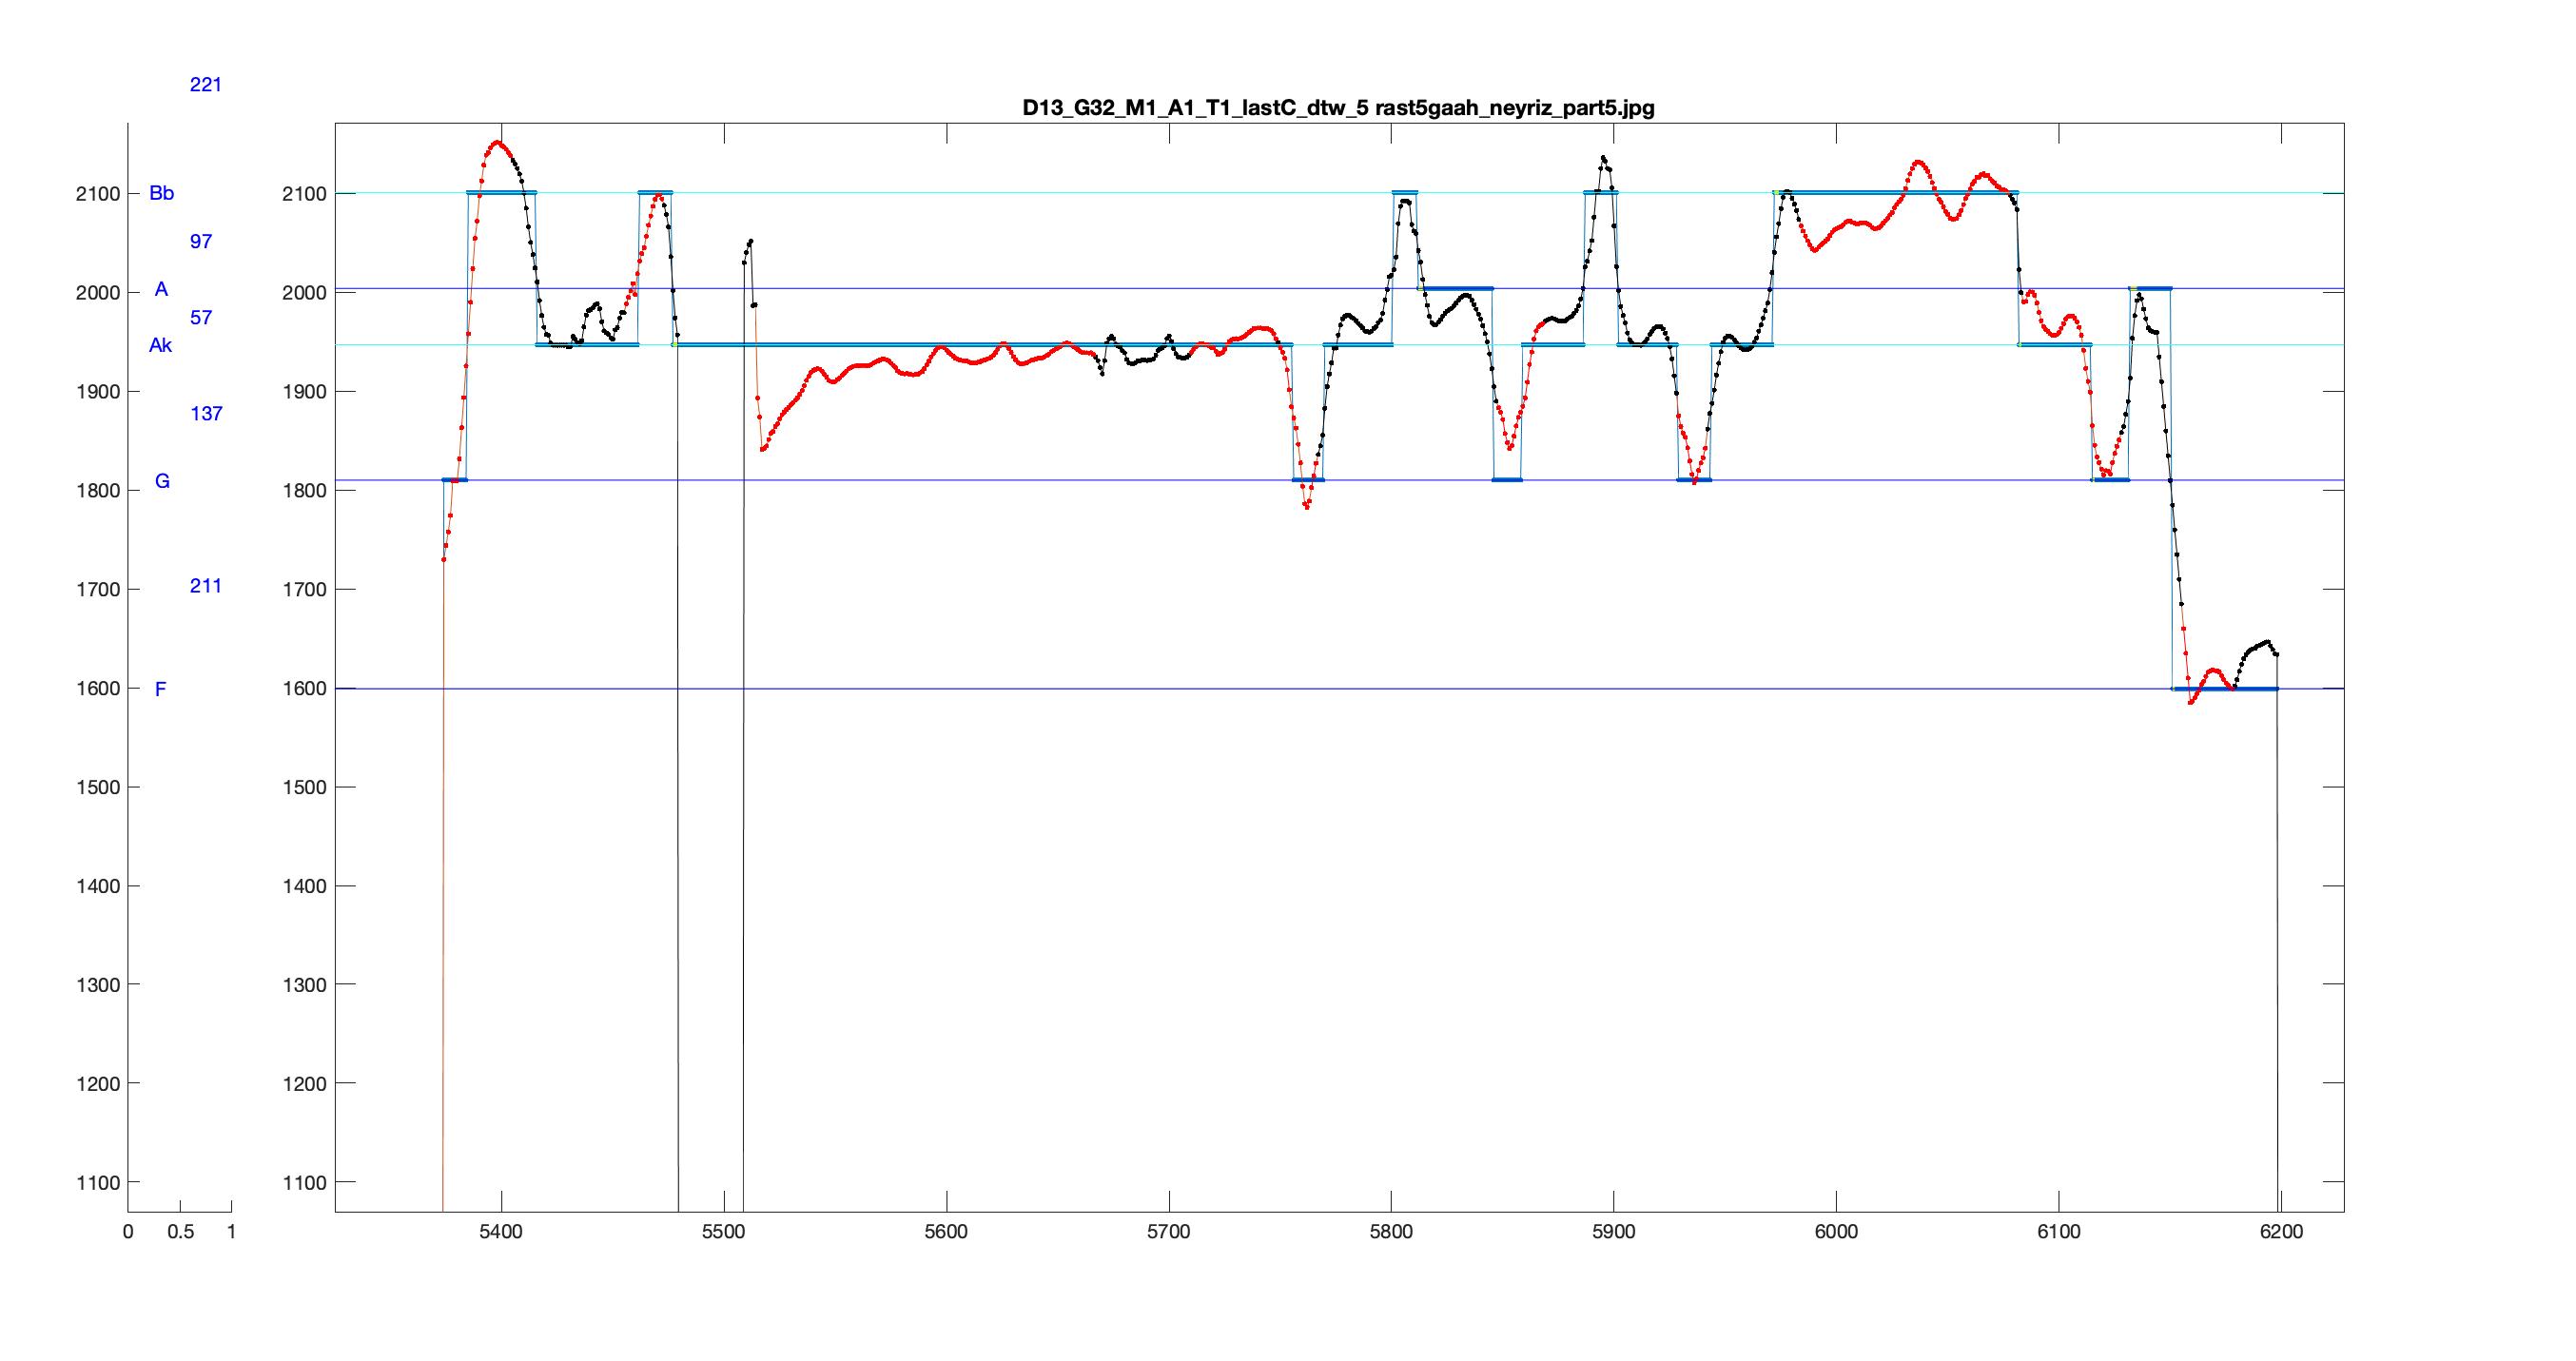 221
D13_G32_M1_A1_T1_lastC_dtw_5 rast5gaah_neyriz_part5.jpg
2100 Bb 2100
97
2000 A 2000
57
Ak
1900 1900
137
1800 G 1800
1700 211 1700
1600 F 1600
1500 1500
1400 1400
1300 1300
1200 1200
1100 1100
0 0.5 1 5400 5500 5600 5700 5800 5900 6000 6100 6200